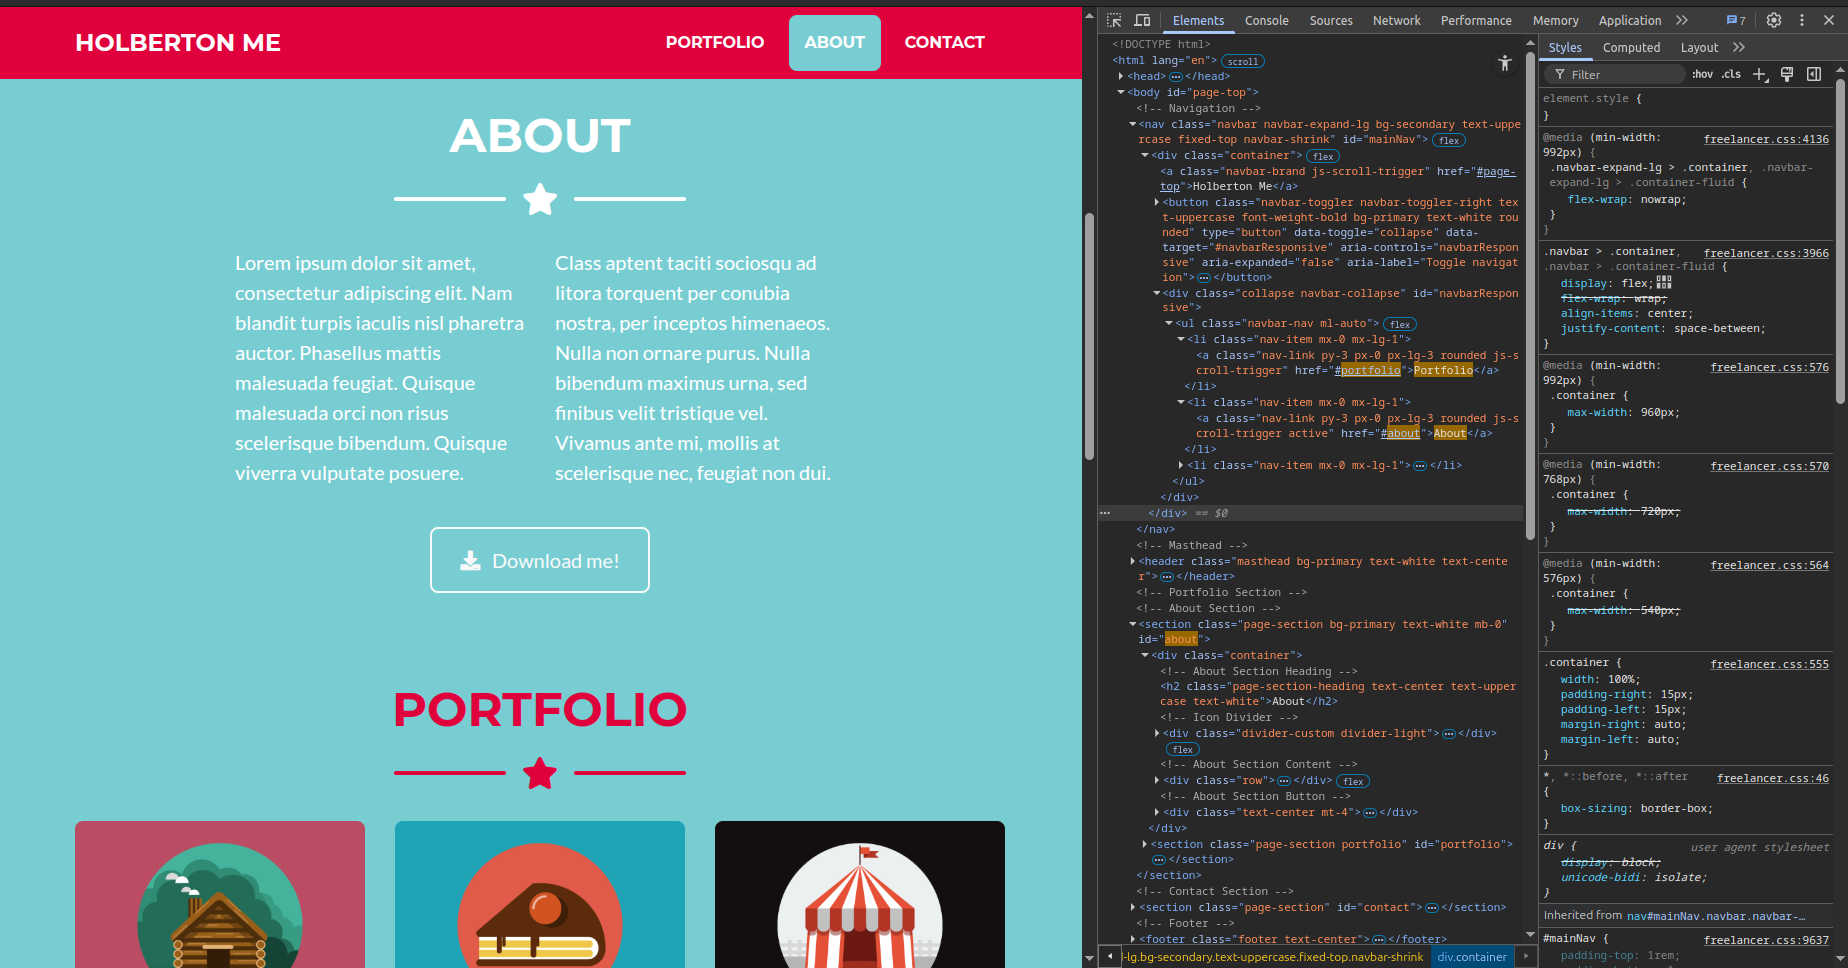 HOLBERTON ME
PORTFOLIO
ABOUT
CONTACT
ABOUT
Lorem ipsum dolor sit amet,
consectetur adipiscing elit. Nam
blandit turpis iaculis nisl pharetra
auctor. Phasellus mattis
malesuada feugiat. Quisque
malesuada orci non risus
scelerisque bibendum. Quisque
viverra vulputate posuere.
Class aptent taciti sociosqu ad
litora torquent per conubia
nostra, per inceptos himenaeos.
Nulla non ornare purus. Nulla
bibendum maximus urna, sed
finibus velit tristique vel.
Vivamus ante mi, mollis at
scelerisque nec, feugiat non dui.
Download me!
PORTFOLIO
Elements Console Sources Network Performance Memory Application 7
<!DOCTYPE html>
<html lang="en"> scroll
<head> ··· </head>
<body id="page-top">
<!-- Navigation -->
<nav class="navbar navbar-expand-lg bg-secondary text-uppe
rcase fixed-top navbar-shrink" id="mainNav"> flex
<div class="container"> flex
<a class="navbar-brand js-scroll-trigger" href="#page-
top">Holberton Me</a>
<button class="navbar-toggler navbar-toggler-right tex
t-uppercase font-weight-bold bg-primary text-white rou
nded" type="button" data-toggle="collapse" data-
target="#navbarResponsive" aria-controls="navbarRespon
sive" aria-expanded="false" aria-label="Toggle navigat
ion"> ··· </button>
<div class="collapse navbar-collapse" id="navbarRespon
sive">
<ul class="navbar-nav ml-auto"> flex
<li class="nav-item mx-0 mx-lg-1">
<a class="nav-link py-3 px-0 px-lg-3 rounded js-s
croll-trigger" href="#portfolio">Portfolio</a>
</li>
<li class="nav-item mx-0 mx-lg-1">
<a class="nav-link py-3 px-0 px-lg-3 rounded js-s
croll-trigger active" href="#about">About</a>
</li>
<li class="nav-item mx-0 mx-lg-1"> ··· </li>
</ul>
</div>
··· </div> == $0
</nav>
<!-- Masthead -->
<header class="masthead bg-primary text-white text-cente
r"> ··· </header>
<!-- Portfolio Section -->
<!-- About Section -->
<section class="page-section bg-primary text-white mb-0"
id="about">
<div class="container">
<!-- About Section Heading -->
<h2 class="page-section-heading text-center text-upper
case text-white">About</h2>
<!-- Icon Divider -->
<div class="divider-custom divider-light"> ··· </div>
flex
<!-- About Section Content -->
<div class="row"> ··· </div> flex
<!-- About Section Button -->
<div class="text-center mt-4"> ··· </div>
</div>
<section class="page-section portfolio" id="portfolio">
··· </section>
</section>
<!-- Contact Section -->
<section class="page-section" id="contact"> ··· </section>
<!-- Footer -->
<footer class="footer text-center"> ··· </footer>
l-lg.bg-secondary.text-uppercase.fixed-top.navbar-shrink div.container
Styles Computed Layout
Filter :hov .cls
element.style {
}
@media (min-width: freelancer.css:4136
992px) {
.navbar-expand-lg > .container, .navbar-
expand-lg > .container-fluid {
flex-wrap: nowrap;
}
}
.navbar > .container, freelancer.css:3966
.navbar > .container-fluid {
display: flex;
flex-wrap: wrap;
align-items: center;
justify-content: space-between;
}
@media (min-width: freelancer.css:576
992px) {
.container {
max-width: 960px;
}
}
@media (min-width: freelancer.css:570
768px) {
.container {
max-width: 720px;
}
}
@media (min-width: freelancer.css:564
576px) {
.container {
max-width: 540px;
}
}
.container { freelancer.css:555
width: 100%;
padding-right: 15px;
padding-left: 15px;
margin-right: auto;
margin-left: auto;
}
*, *::before, *::after freelancer.css:46
{
box-sizing: border-box;
}
div { user agent stylesheet
display: block;
unicode-bidi: isolate;
}
Inherited from nav#mainNav.navbar.navbar-…
#mainNav { freelancer.css:9637
padding-top: 1rem;